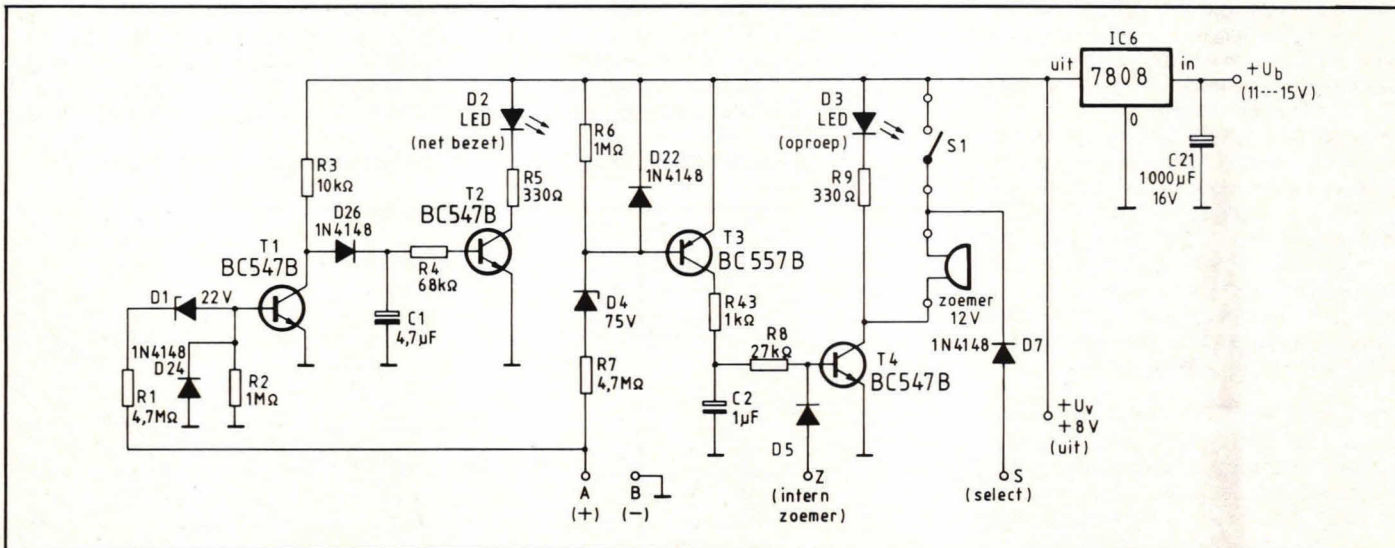 IC6
uit
7808
in
0
+Ub
(11---15V)
C21
1000µF
16V
D2
LED
(net bezet)
R5
330Ω
R3
10kΩ
D26
1N4148
T2
BC547B
R4
68kΩ
C1
4,7µF
T1
BC547B
D1
22V
1N4148
D24
R1
4,7MΩ
R2
1MΩ
R6
1MΩ
D22
1N4148
T3
BC557B
D4
75V
R7
4,7MΩ
R43
1kΩ
R8
27kΩ
C2
1µF
D5
D3
LED
(oproep)
R9
330Ω
S1
zoemer
12V
T4
BC547B
1N4148
D7
+Uv
+8V
(uit)
A
(+)
B
(—)
Z
(intern
zoemer)
S
(select)